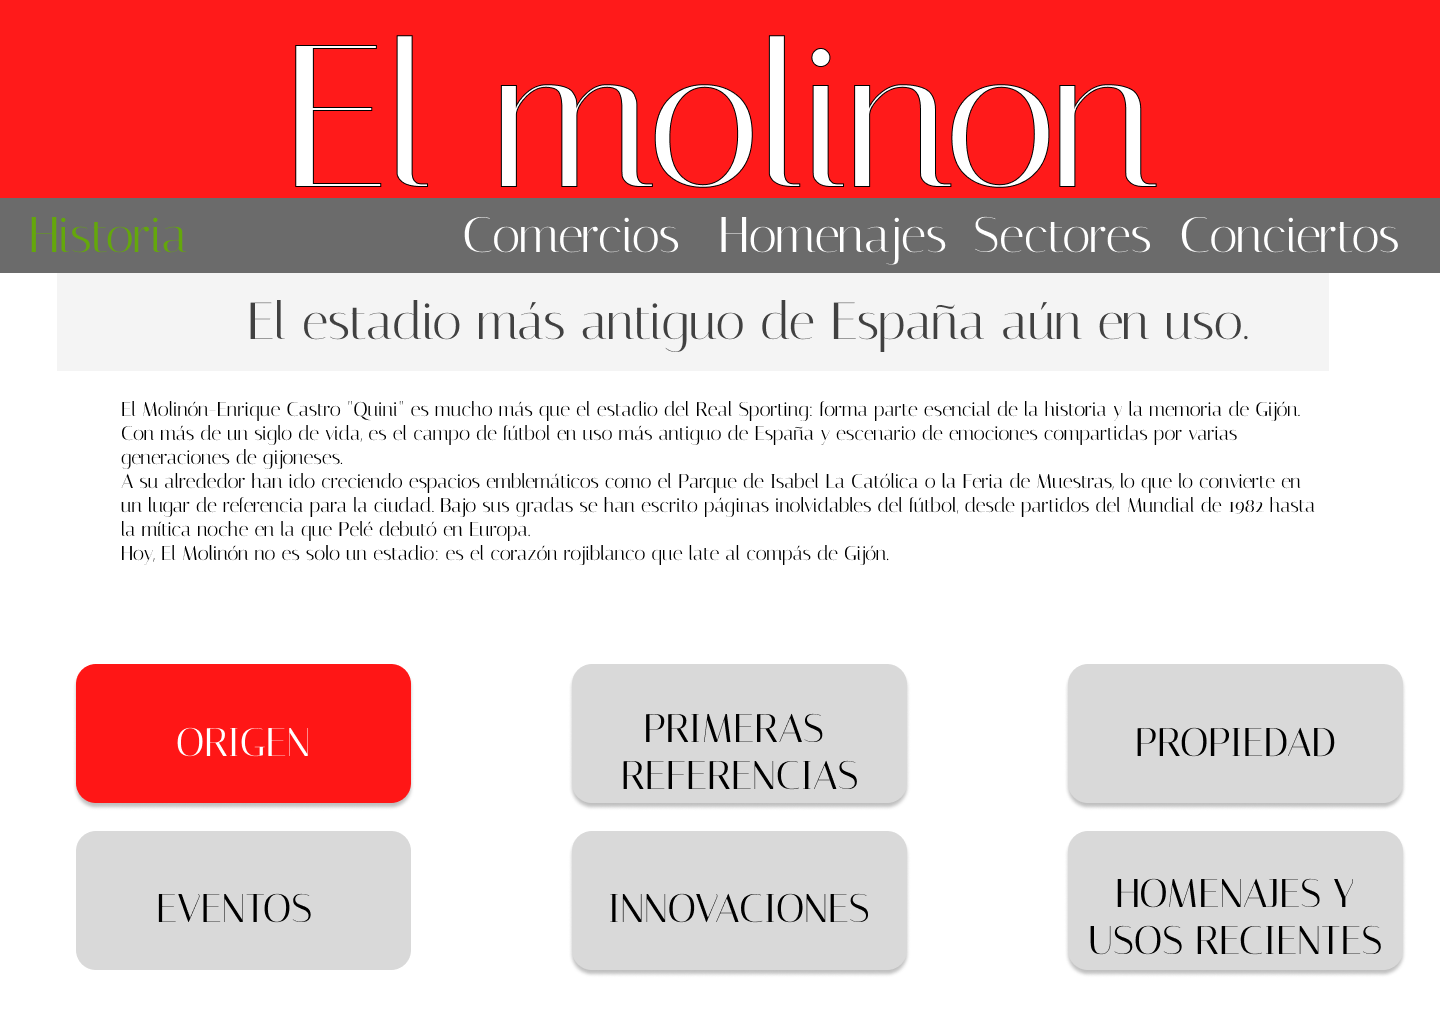 El molinon
Historia Comercios Homenajes Sectores Conciertos
El estadio más antiguo de España aún en uso.
El Molinón-Enrique Castro "Quini" es mucho más que el estadio del Real Sporting: forma parte esencial de la historia y la memoria de Gijón.
Con más de un siglo de vida, es el campo de fútbol en uso más antiguo de España y escenario de emociones compartidas por varias
generaciones de gijoneses.
A su alrededor han ido creciendo espacios emblemáticos como el Parque de Isabel La Católica o la Feria de Muestras, lo que lo convierte en
un lugar de referencia para la ciudad. Bajo sus gradas se han escrito páginas inolvidables del fútbol, desde partidos del Mundial de 1982 hasta
la mítica noche en la que Pelé debutó en Europa.
Hoy, El Molinón no es solo un estadio: es el corazón rojiblanco que late al compás de Gijón.
ORIGEN
PRIMERAS
REFERENCIAS
PROPIEDAD
EVENTOS
INNOVACIONES
HOMENAJES Y
USOS RECIENTES